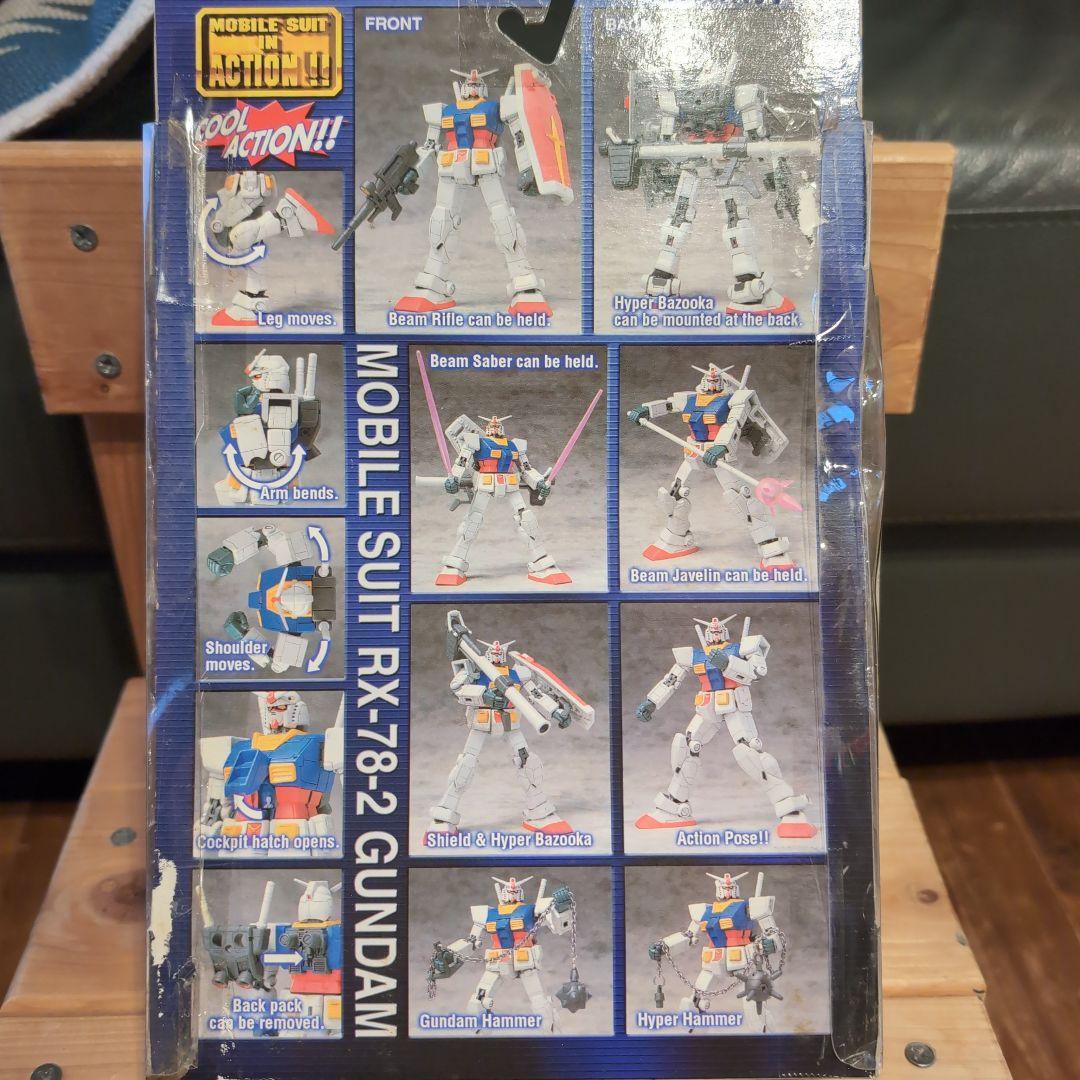 MOBILE SUIT
IN
ACTION!!
COOL
ACTION!!
FRONT
Leg moves.
Beam Rifle can be held.
Hyper Bazooka
can be mounted at the back.
MOBILE SUIT RX-78-2 GUNDAM
Arm bends.
Beam Saber can be held.
Beam Javelin can be held.
Shoulder
moves.
Cockpit hatch opens.
Shield & Hyper Bazooka
Action Pose!!
Back pack
can be removed.
Gundam Hammer
Hyper Hammer